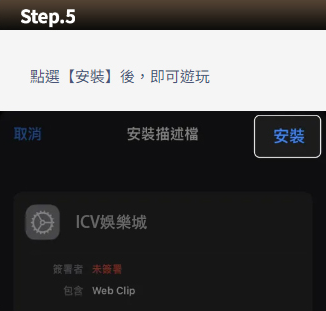 Step.5
點選【安裝】後，即可遊玩
取消
安裝描述檔
安裝
ICV娛樂城
簽署者 未簽署
包含 Web Clip